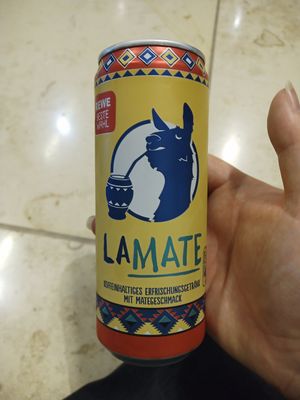 REWE
BESTE
WAHL
LAMATE
KOFFEINHALTIGES ERFRISCHUNGSGETRÄNK
MIT MATEGESCHMACK